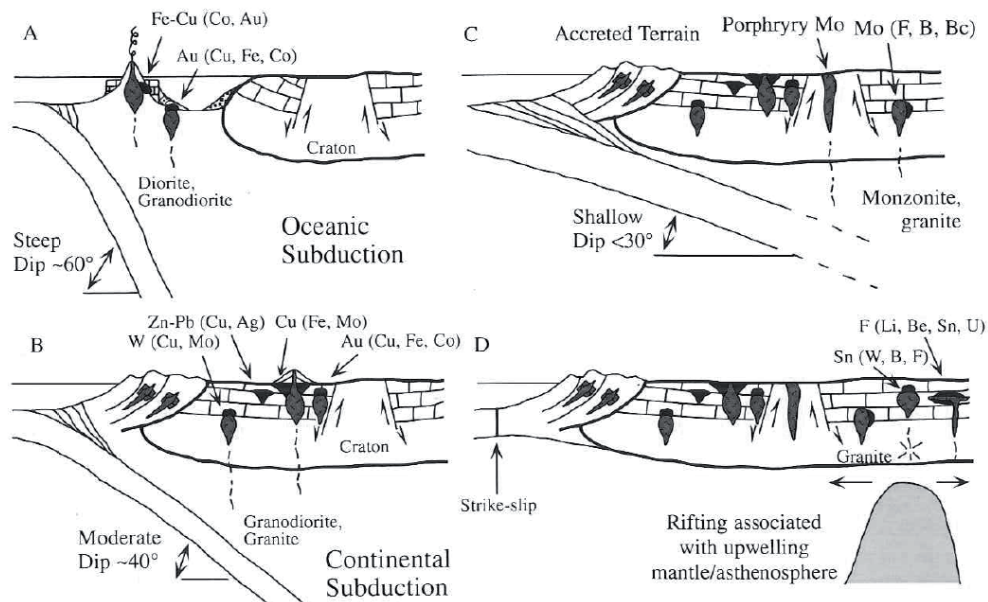 A
Fe-Cu (Co, Au)
Au (Cu, Fe, Co)
Craton
Diorite,
Granodiorite
Steep
Dip ~60°
Oceanic
Subduction
B
Zn-Pb (Cu, Ag)
Cu (Fe, Mo)
W (Cu, Mo)
Au (Cu, Fe, Co)
Craton
Granodiorite,
Granite
Moderate
Dip ~40°
Continental
Subduction
C
Accreted Terrain
Porphryry Mo
Mo (F, B, Bc)
Monzonite,
granite
Shallow
Dip <30°
D
F (Li, Be, Sn, U)
Sn (W, B, F)
Granite
Strike-slip
Rifting associated
with upwelling
mantle/asthenosphere